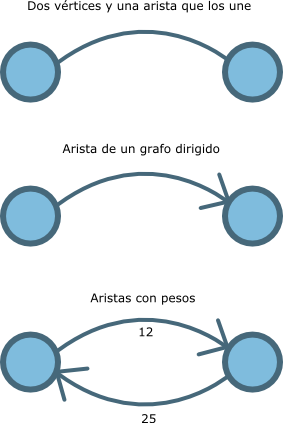 Dos vértices y una arista que los une
Arista de un grafo dirigido
Aristas con pesos
12
25